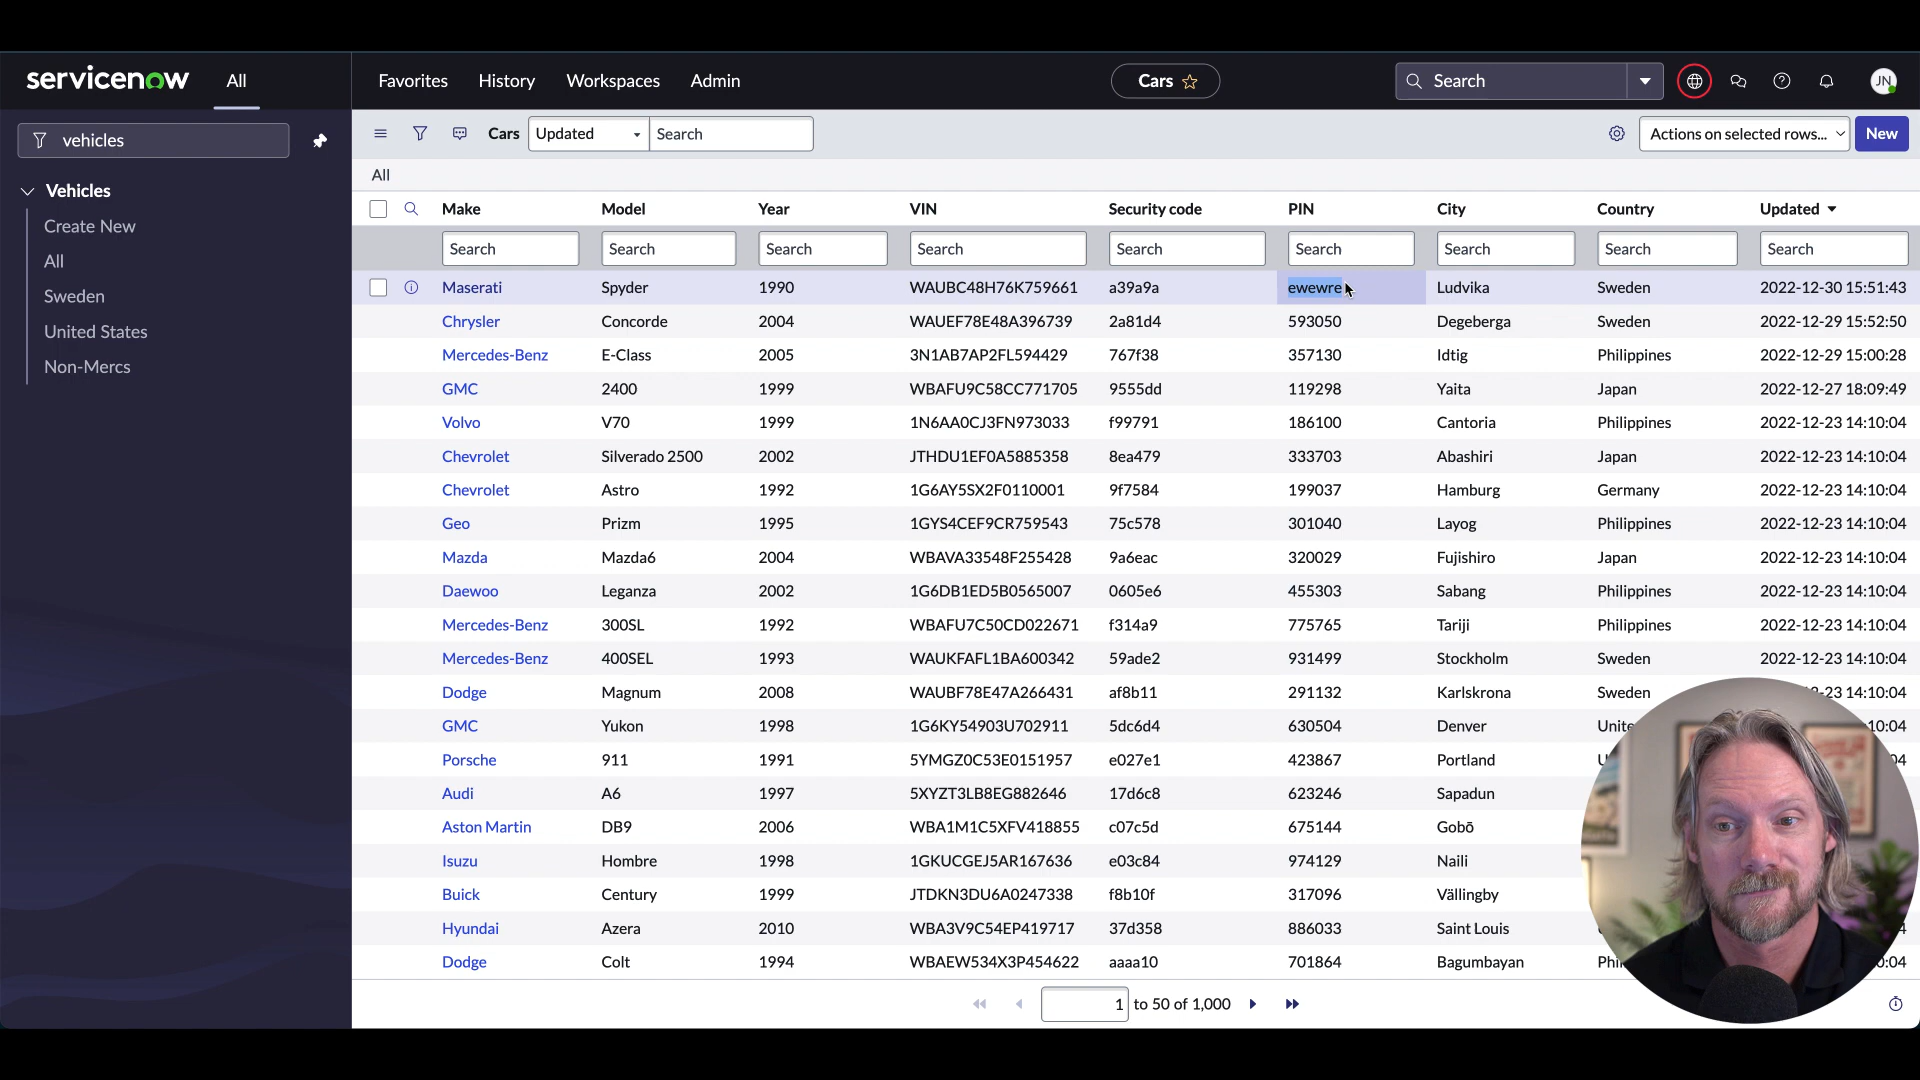 servicenow All Favorites History Workspaces Admin Cars Search JN
vehicles
Cars Updated Search Actions on selected rows... New
All
Vehicles
Create New
All
Sweden
United States
Non-Mercs
Make Model Year VIN Security code PIN City Country Updated
Search Search Search Search Search Search Search Search Search
Maserati Spyder 1990 WAUBC48H76K759661 a39a9a ewewre Ludvika Sweden 2022-12-30 15:51:43
Chrysler Concorde 2004 WAUEF78E48A396739 2a81d4 593050 Degeberga Sweden 2022-12-29 15:52:50
Mercedes-Benz E-Class 2005 3N1AB7AP2FL594429 767f38 357130 Idtig Philippines 2022-12-29 15:00:28
GMC 2400 1999 WBAFU9C58CC771705 9555dd 119298 Yaita Japan 2022-12-27 18:09:49
Volvo V70 1999 1N6AA0CJ3FN973033 f99791 186100 Cantoria Philippines 2022-12-23 14:10:04
Chevrolet Silverado 2500 2002 JTHDU1EF0A5885358 8ea479 333703 Abashiri Japan 2022-12-23 14:10:04
Chevrolet Astro 1992 1G6AY5SX2F0110001 9f7584 199037 Hamburg Germany 2022-12-23 14:10:04
Geo Prizm 1995 1GYS4CEF9CR759543 75c578 301040 Layog Philippines 2022-12-23 14:10:04
Mazda Mazda6 2004 WBAVA33548F255428 9a6eac 320029 Fujishiro Japan 2022-12-23 14:10:04
Daewoo Leganza 2002 1G6DB1ED5B0565007 0605e6 455303 Sabang Philippines 2022-12-23 14:10:04
Mercedes-Benz 300SL 1992 WBAFU7C50CD022671 f314a9 775765 Tariji Philippines 2022-12-23 14:10:04
Mercedes-Benz 400SEL 1993 WAUKFAFL1BA600342 59ade2 931499 Stockholm Sweden 2022-12-23 14:10:04
Dodge Magnum 2008 WAUBF78E47A266431 af8b11 291132 Karlskrona Sweden -23 14:10:04
GMC Yukon 1998 1G6KY54903U702911 5dc6d4 630504 Denver Unite 10:04
Porsche 911 1991 5YMGZ0C53E0151957 e027e1 423867 Portland U 04
Audi A6 1997 5XYZT3LB8EG882646 17d6c8 623246 Sapadun
Aston Martin DB9 2006 WBA1M1C5XFV418855 c07c5d 675144 Gobō
Isuzu Hombre 1998 1GKUCGEJ5AR167636 e03c84 974129 Naili
Buick Century 1999 JTDKN3DU6A0247338 f8b10f 317096 Vällingby
Hyundai Azera 2010 WBA3V9C54EP419717 37d358 886033 Saint Louis 4
Dodge Colt 1994 WBAEW534X3P454622 aaaa10 701864 Bagumbayan Phil 0:04
1 to 50 of 1,000